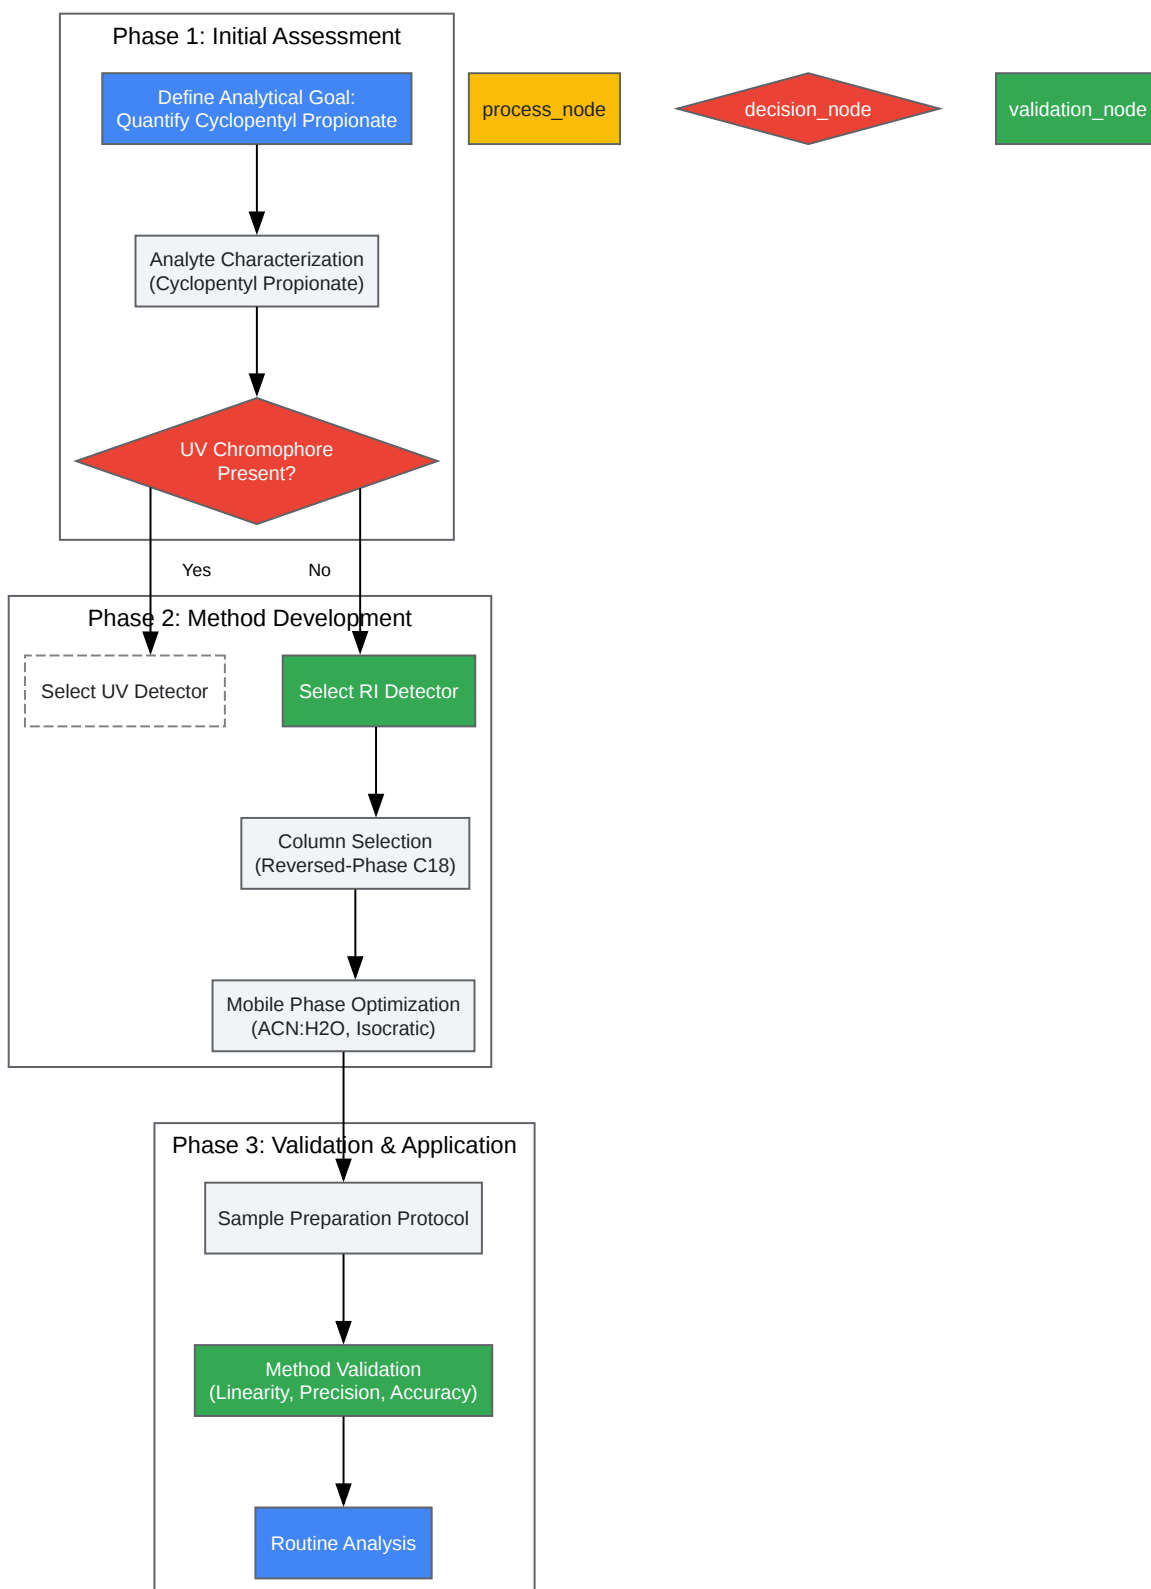 Phase 1: Initial Assessment
Define Analytical Goal:
Quantify Cyclopentyl Propionate
process_node
decision_node
validation_node
Analyte Characterization
(Cyclopentyl Propionate)
UV Chromophore
Present?
Yes
No
Phase 2: Method Development
Select UV Detector
Select RI Detector
Column Selection
(Reversed-Phase C18)
Mobile Phase Optimization
(ACN:H2O, Isocratic)
Phase 3: Validation & Application
Sample Preparation Protocol
Method Validation
(Linearity, Precision, Accuracy)
Routine Analysis